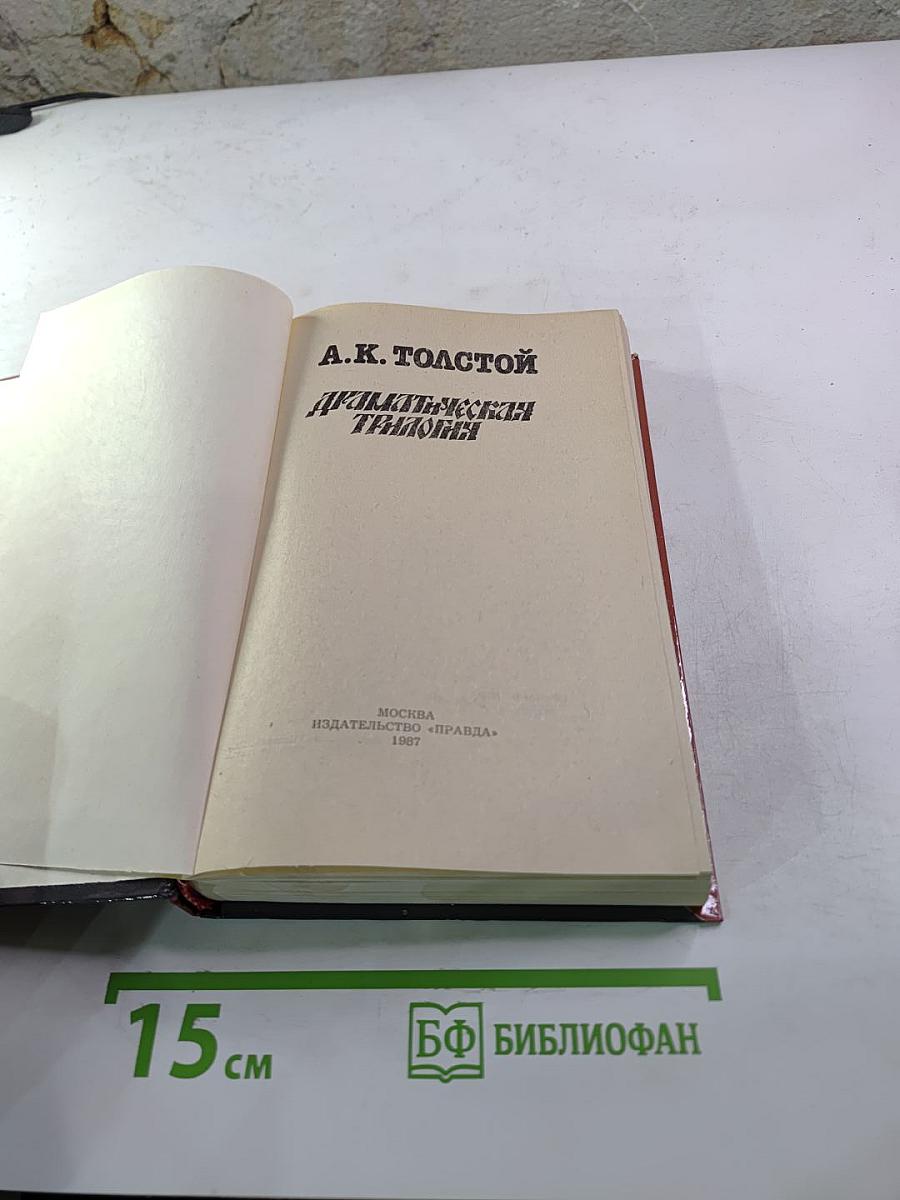 А.К. ТОЛСТОЙ
ДРАМАТИЧЕСКАЯ
ТРИЛОГИЯ
МОСКВА
ИЗДАТЕЛЬСТВО «ПРАВДА»
1987
15 см
БФ БИБЛИОФАН